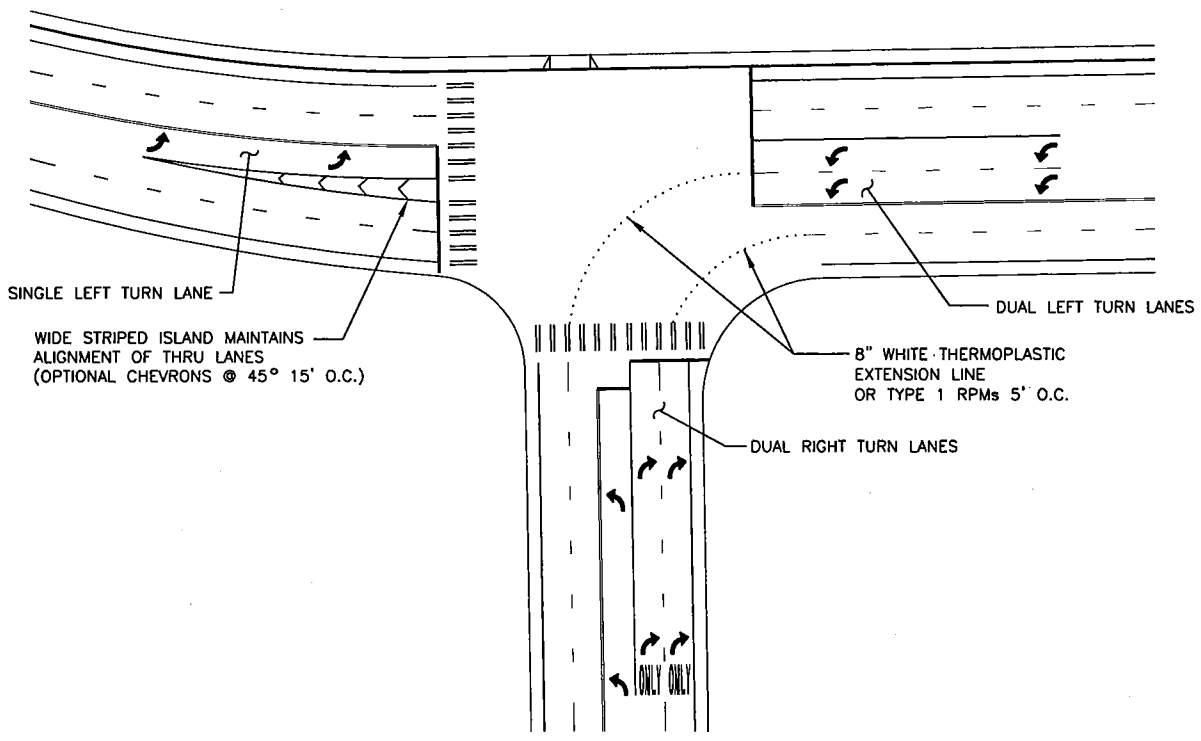 SINGLE LEFT TURN LANE
WIDE STRIPED ISLAND MAINTAINS
ALIGNMENT OF THRU LANES
(OPTIONAL CHEVRONS @ 45° 15' O.C.)
DUAL LEFT TURN LANES
8" WHITE THERMOPLASTIC
EXTENSION LINE
OR TYPE 1 RPMs 5' O.C.
DUAL RIGHT TURN LANES
ONLY ONLY